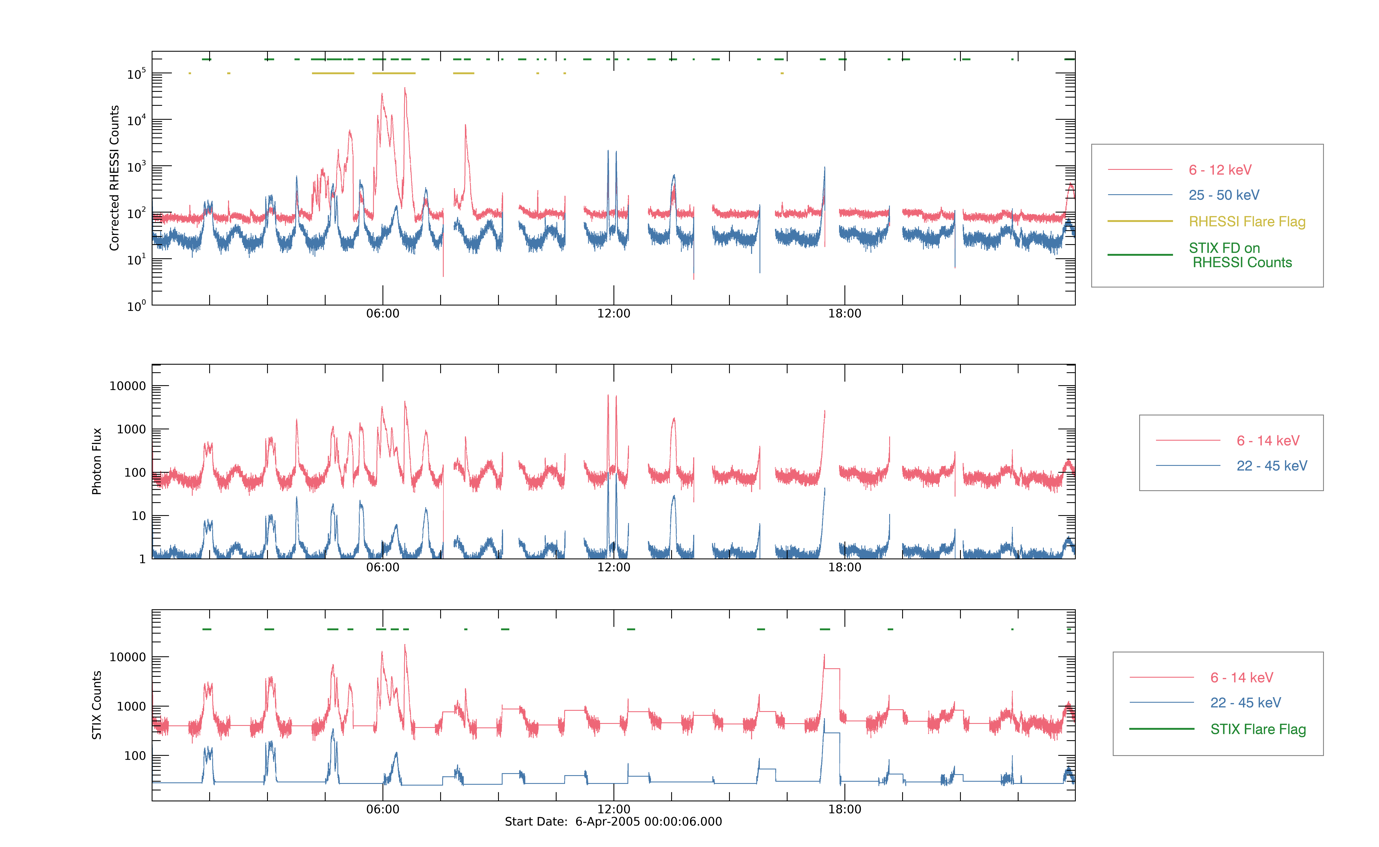 Corrected RHESSI Counts
10⁵
10⁴
10³
10²
10¹
10⁰
06:00
12:00
18:00
6 - 12 keV
25 - 50 keV
RHESSI Flare Flag
STIX FD on
RHESSI Counts
Photon Flux
10000
1000
100
10
1
06:00
12:00
18:00
6 - 14 keV
22 - 45 keV
STIX Counts
10000
1000
100
06:00
12:00
18:00
Start Date: 6-Apr-2005 00:00:06.000
6 - 14 keV
22 - 45 keV
STIX Flare Flag